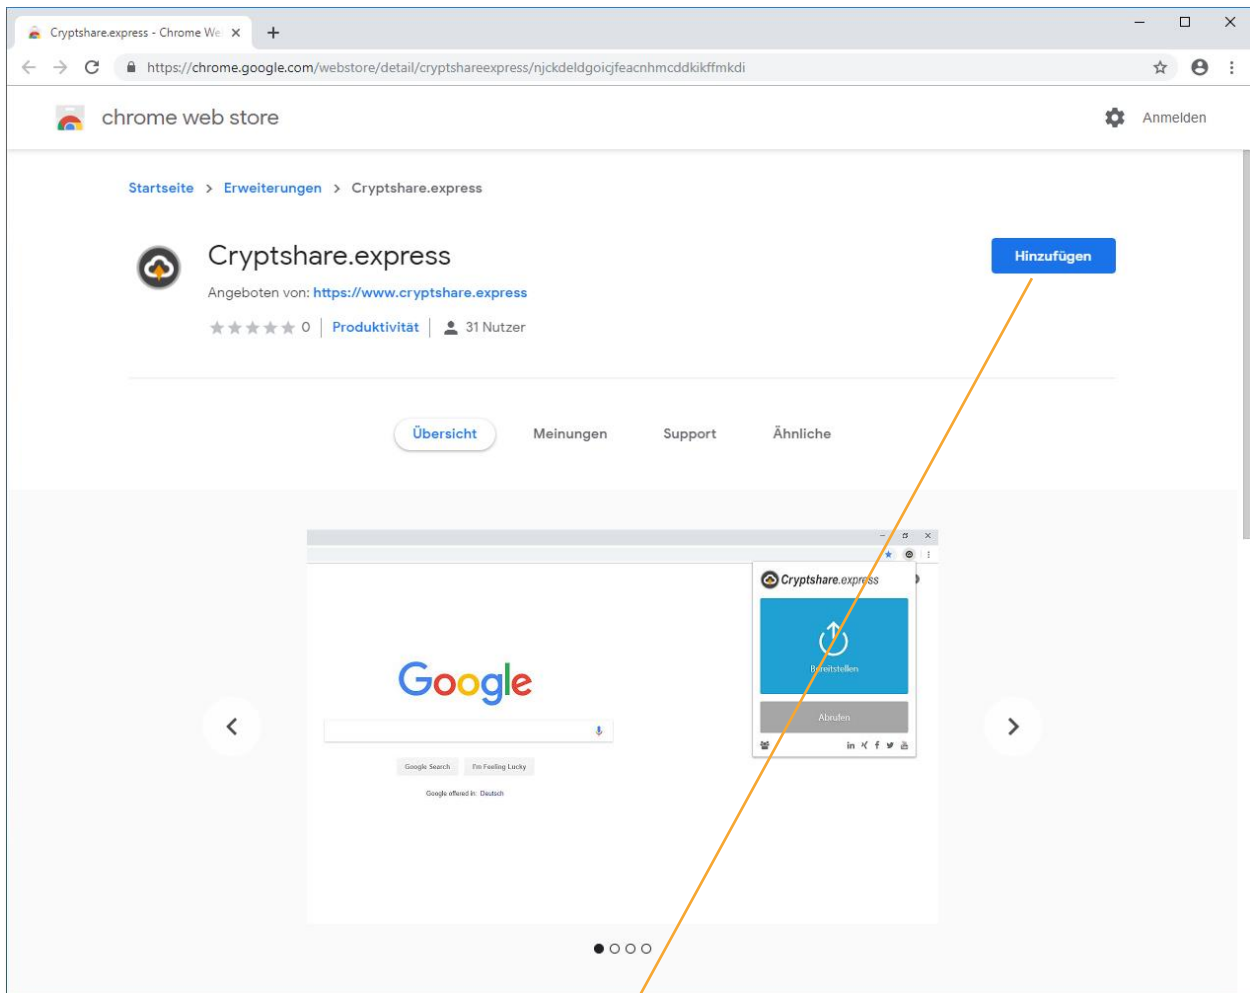 Cryptshare.express - Chrome We
https://chrome.google.com/webstore/detail/cryptshareexpress/njckdeldgoicjfeacnhmcddkikffmkdi
chrome web store
Anmelden
Startseite > Erweiterungen > Cryptshare.express
Cryptshare.express
Hinzufügen
Angeboten von: https://www.cryptshare.express
0 | Produktivität | 31 Nutzer
Übersicht
Meinungen
Support
Ähnliche
Cryptshare.express
Bereitstellen
Google
Abrufen
Google Search
I'm Feeling Lucky
Google offered in: Deutsch